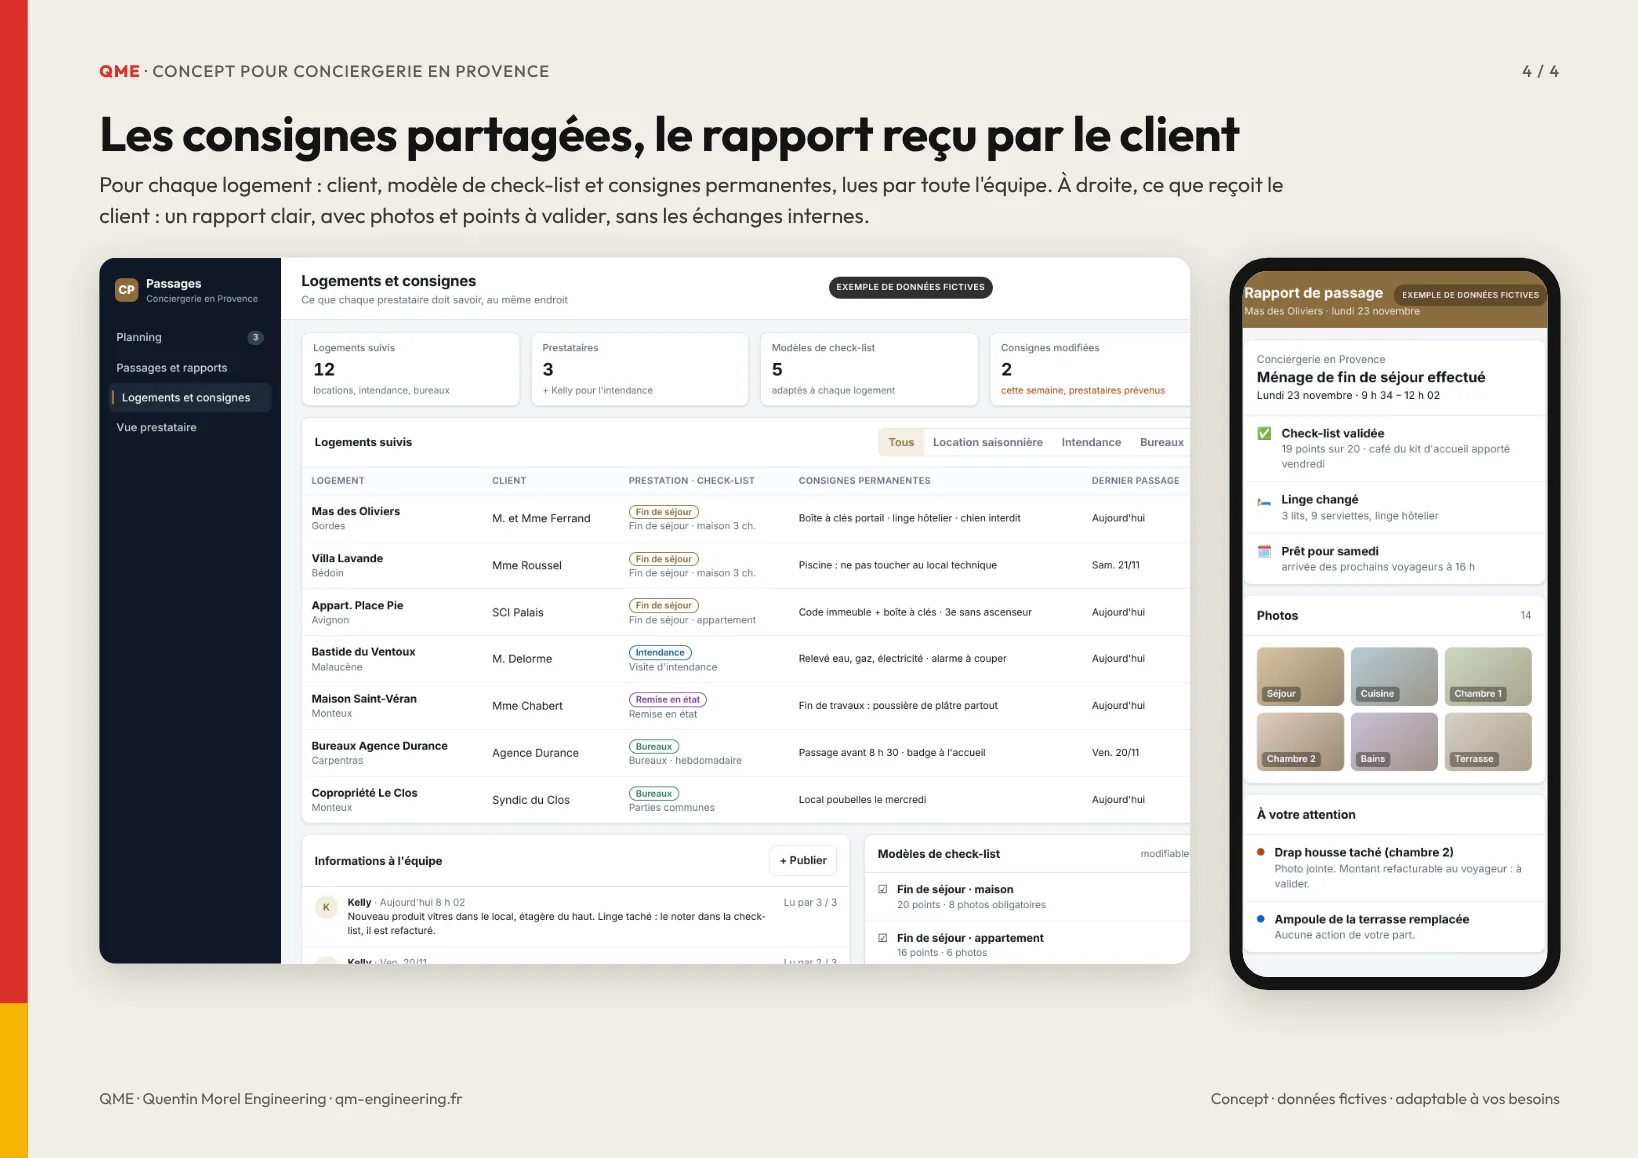 QME · CONCEPT POUR CONCIERGERIE EN PROVENCE
4 / 4
Les consignes partagées, le rapport reçu par le client
Pour chaque logement : client, modèle de check-list et consignes permanentes, lues par toute l'équipe. À droite, ce que reçoit le
client : un rapport clair, avec photos et points à valider, sans les échanges internes.
CP
Passages
Conciergerie en Provence
Planning 3
Passages et rapports
Logements et consignes
Vue prestataire
Logements et consignes
Ce que chaque prestataire doit savoir, au même endroit
EXEMPLE DE DONNÉES FICTIVES
Logements suivis
12
locations, intendance, bureaux
Prestataires
3
+ Kelly pour l'intendance
Modèles de check-list
5
adaptés à chaque logement
Consignes modifiées
2
cette semaine, prestataires prévenus
Logements suivis
Tous Location saisonnière Intendance Bureaux
LOGEMENT CLIENT PRESTATION · CHECK-LIST CONSIGNES PERMANENTES DERNIER PASSAGE
Mas des Oliviers
Gordes
M. et Mme Ferrand
Fin de séjour
Fin de séjour · maison 3 ch.
Boîte à clés portail · linge hôtelier · chien interdit
Aujourd'hui
Villa Lavande
Bédoin
Mme Roussel
Fin de séjour
Fin de séjour · maison 3 ch.
Piscine : ne pas toucher au local technique
Sam. 21/11
Appart. Place Pie
Avignon
SCI Palais
Fin de séjour
Fin de séjour · appartement
Code immeuble + boîte à clés · 3e sans ascenseur
Aujourd'hui
Bastide du Ventoux
Malaucène
M. Delorme
Intendance
Visite d'intendance
Relevé eau, gaz, électricité · alarme à couper
Aujourd'hui
Maison Saint-Véran
Monteux
Mme Chabert
Remise en état
Remise en état
Fin de travaux : poussière de plâtre partout
Aujourd'hui
Bureaux Agence Durance
Carpentras
Agence Durance
Bureaux
Bureaux · hebdomadaire
Passage avant 8 h 30 · badge à l'accueil
Ven. 20/11
Copropriété Le Clos
Monteux
Syndic du Clos
Bureaux
Parties communes
Local poubelles le mercredi
Aujourd'hui
Informations à l'équipe
+ Publier
K
Kelly · Aujourd'hui 8 h 02
Lu par 3 / 3
Nouveau produit vitres dans le local, étagère du haut. Linge taché : le noter dans la check-
list, il est refacturé.
Kelly · Ven. 20/11
Lu par 2 / 3
Modèles de check-list
modifiable
Fin de séjour · maison
20 points · 8 photos obligatoires
Fin de séjour · appartement
16 points · 6 photos
Rapport de passage
EXEMPLE DE DONNÉES FICTIVES
Mas des Oliviers · lundi 23 novembre
Conciergerie en Provence
Ménage de fin de séjour effectué
Lundi 23 novembre · 9 h 34 – 12 h 02
Check-list validée
19 points sur 20 · café du kit d'accueil apporté
vendredi
Linge changé
3 lits, 9 serviettes, linge hôtelier
Prêt pour samedi
arrivée des prochains voyageurs à 16 h
Photos 14
Séjour
Cuisine
Chambre 1
Chambre 2
Bains
Terrasse
À votre attention
Drap housse taché (chambre 2)
Photo jointe. Montant refacturable au voyageur : à
valider.
Ampoule de la terrasse remplacée
Aucune action de votre part.
QME · Quentin Morel Engineering · qm-engineering.fr
Concept · données fictives · adaptable à vos besoins